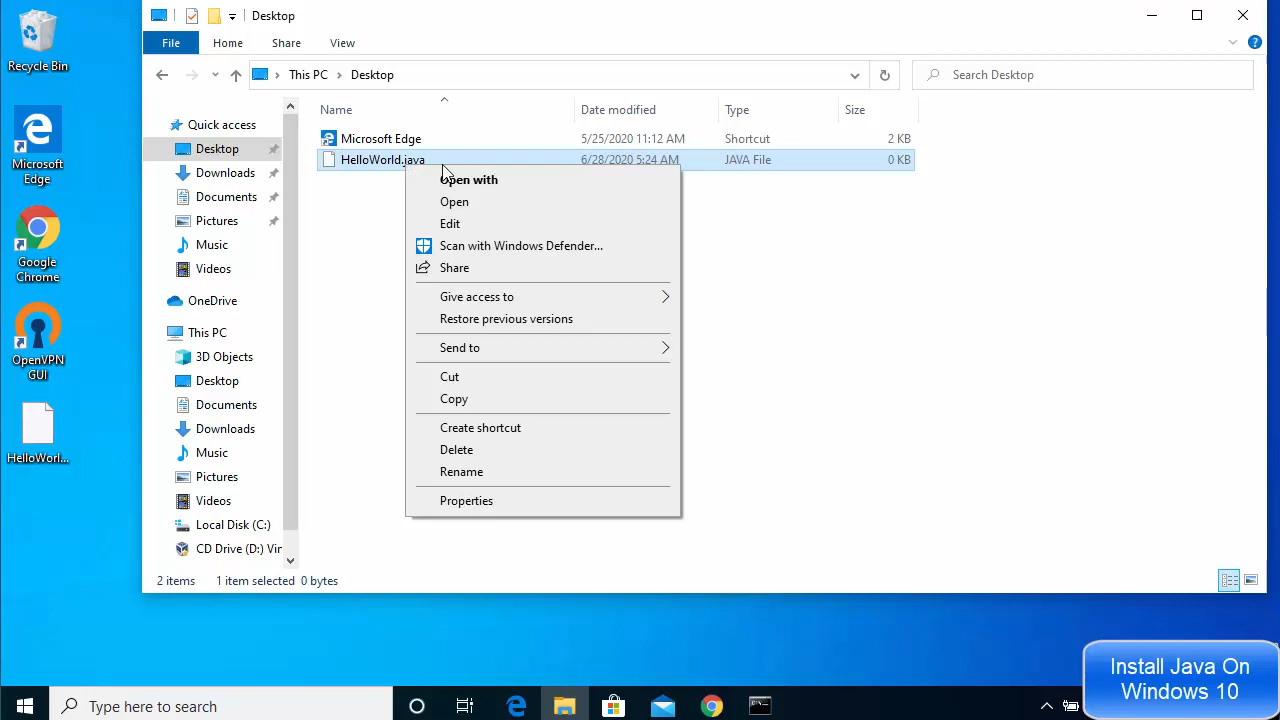 Recycle Bin
Microsoft
Edge
Google
Chrome
OpenVPN
GUI
HelloWorl...
Desktop
File
Home
Share
View
This PC
Desktop
Search Desktop
Name
Date modified
Type
Size
Microsoft Edge
5/25/2020 11:12 AM
Shortcut
2 KB
HelloWorld.java
6/28/2020 5:24 AM
JAVA File
0 KB
Quick access
Desktop
Downloads
Documents
Pictures
Music
Videos
OneDrive
This PC
3D Objects
Desktop
Documents
Downloads
Music
Pictures
Videos
Local Disk (C:)
CD Drive (D:) Vir
Open with
Open
Edit
Scan with Windows Defender...
Share
Give access to
Restore previous versions
Send to
Cut
Copy
Create shortcut
Delete
Rename
Properties
2 items
1 item selected 0 bytes
Install Java On
Windows 10
Type here to search